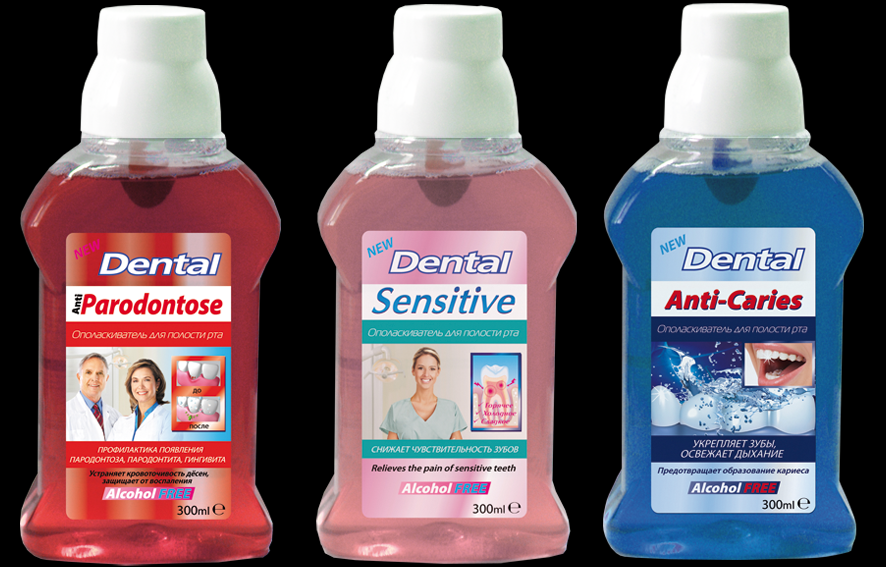 NEW
Dental
Anti
Parodontose
Ополаскиватель для полости рта
до
после
ПРОФИЛАКТИКА ПОЯВЛЕНИЯ
ПАРОДОНТОЗА, ПАРОДОНТИТА, ГИНГИВИТА
Устраняет кровоточивость дёсен,
защищает от воспаления
Alcohol FREE
300ml e
NEW
Dental
Sensitive
Ополаскиватель для полости рта
✓ Горячее
✓ Холодное
✓ Сладкое
СНИЖАЕТ ЧУВСТВИТЕЛЬНОСТЬ ЗУБОВ
Relieves the pain of sensitive teeth
Alcohol FREE
300ml e
NEW
Dental
Anti-Caries
Ополаскиватель для полости рта
УКРЕПЛЯЕТ ЗУБЫ,
ОСВЕЖАЕТ ДЫХАНИЕ
Предотвращает образование кариеса
Alcohol FREE
300ml e